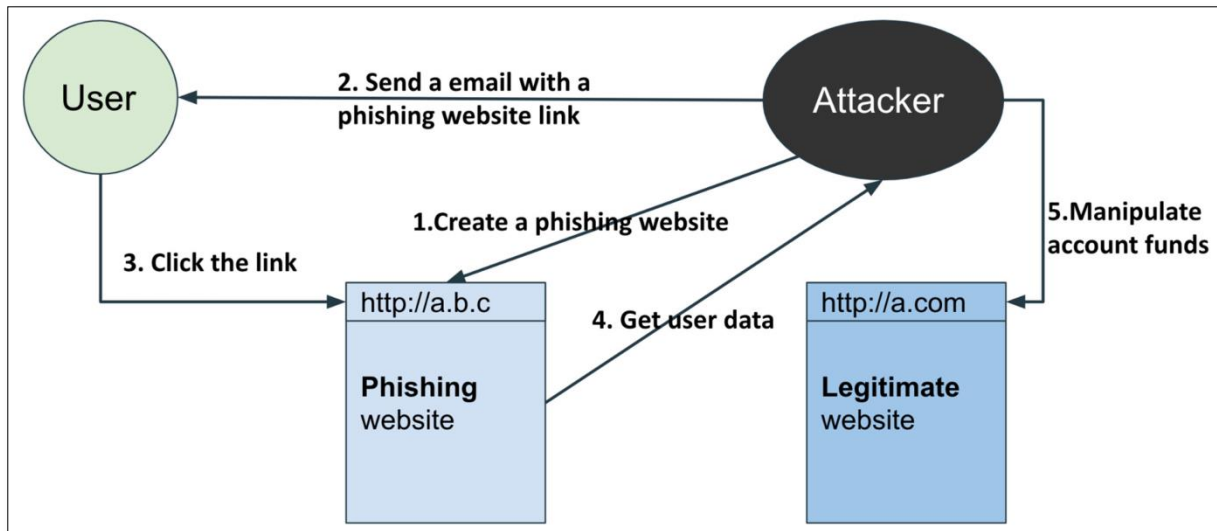 User
2. Send a email with a
phishing website link
Attacker
1.Create a phishing website
5.Manipulate
account funds
3. Click the link
http://a.b.c
4. Get user data
http://a.com
Phishing
website
Legitimate
website